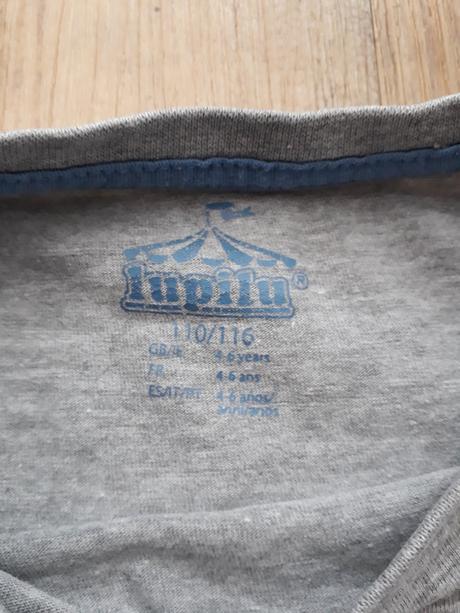 lupilu®
110/116
GB/IE 4-6 years
FR 4-6 ans
ES/IT/PT 4-6 años/
anni/anos